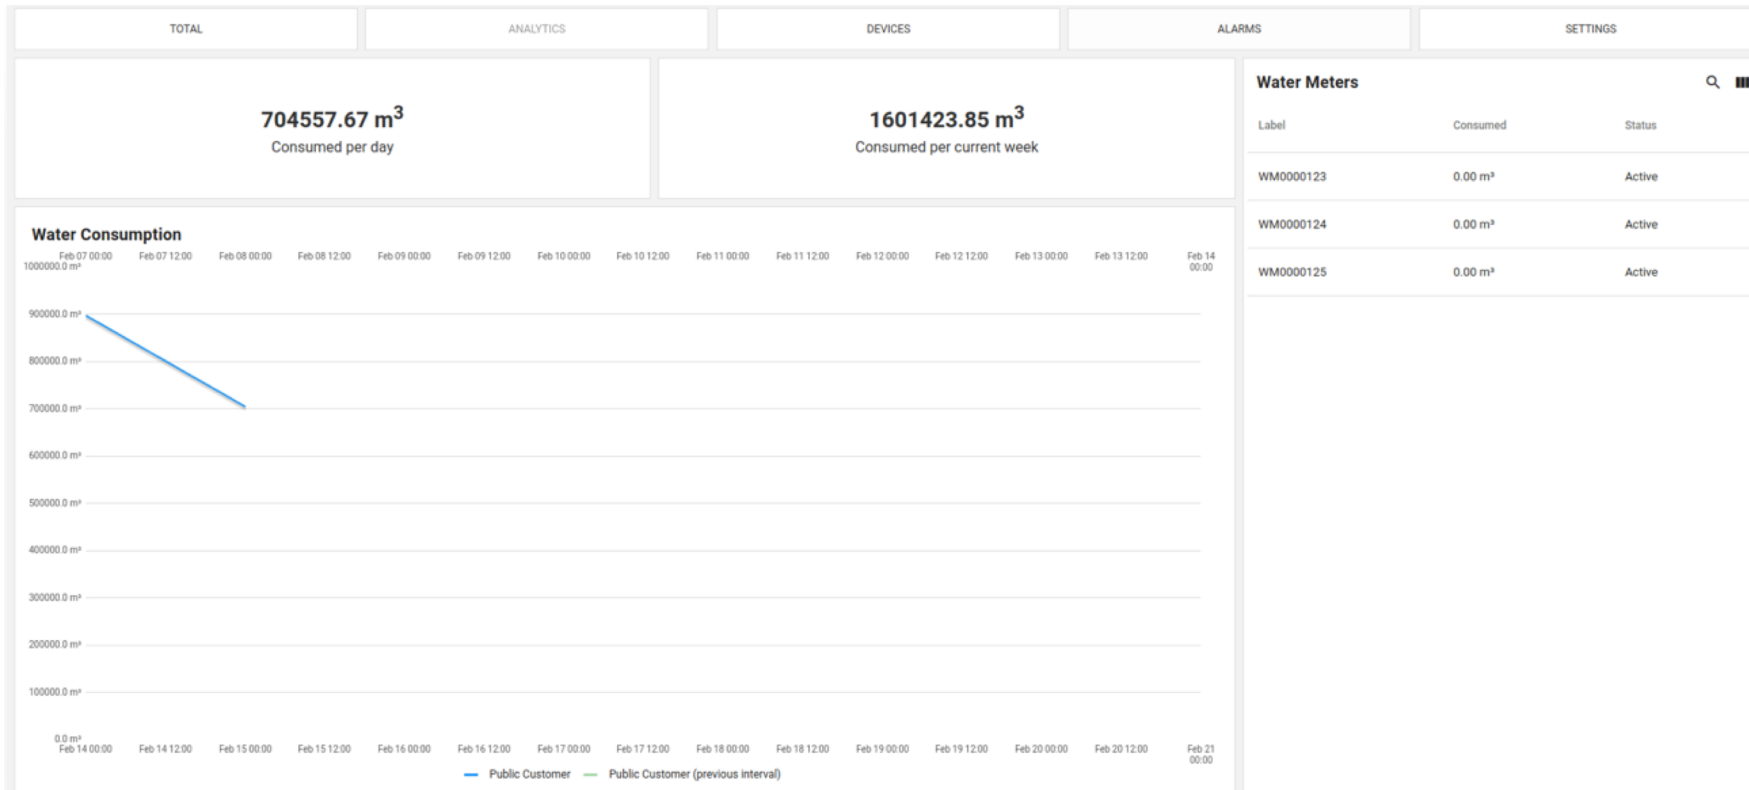 TOTAL
ANALYTICS
DEVICES
ALARMS
SETTINGS
704557.67 m³
Consumed per day
1601423.85 m³
Consumed per current week
Water Consumption
Feb 07 00:00 Feb 07 12:00 Feb 08 00:00 Feb 08 12:00 Feb 09 00:00 Feb 09 12:00 Feb 10 00:00 Feb 10 12:00 Feb 11 00:00 Feb 11 12:00 Feb 12 00:00 Feb 12 12:00 Feb 13 00:00 Feb 13 12:00 Feb 14 00:00
1000000.0 m³
900000.0 m³
800000.0 m³
700000.0 m³
600000.0 m³
500000.0 m³
400000.0 m³
300000.0 m³
200000.0 m³
100000.0 m³
0.0 m³
Feb 14 00:00 Feb 14 12:00 Feb 15 00:00 Feb 15 12:00 Feb 16 00:00 Feb 16 12:00 Feb 17 00:00 Feb 17 12:00 Feb 18 00:00 Feb 18 12:00 Feb 19 00:00 Feb 19 12:00 Feb 20 00:00 Feb 20 12:00 Feb 21 00:00
Public Customer Public Customer (previous interval)
Water Meters
Label Consumed Status
WM0000123 0.00 m³ Active
WM0000124 0.00 m³ Active
WM0000125 0.00 m³ Active